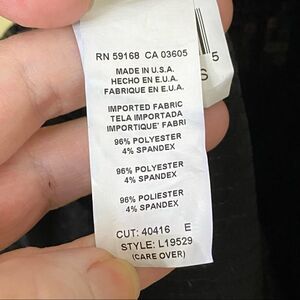 RN 59168 CA 03605
MADE IN U.S.A.
HECHO EN E.U.A.
FABRIQUE EN E.U.A.
IMPORTED FABRIC
TELA IMPORTADA
IMPORTIQUE' FABRI
96% POLYESTER
4% SPANDEX
96% POLYESTER
4% SPANDEX
96% POLIESTER
4% SPANDEX
CUT: 40416 E
STYLE: L19529
(CARE OVER)
5
S